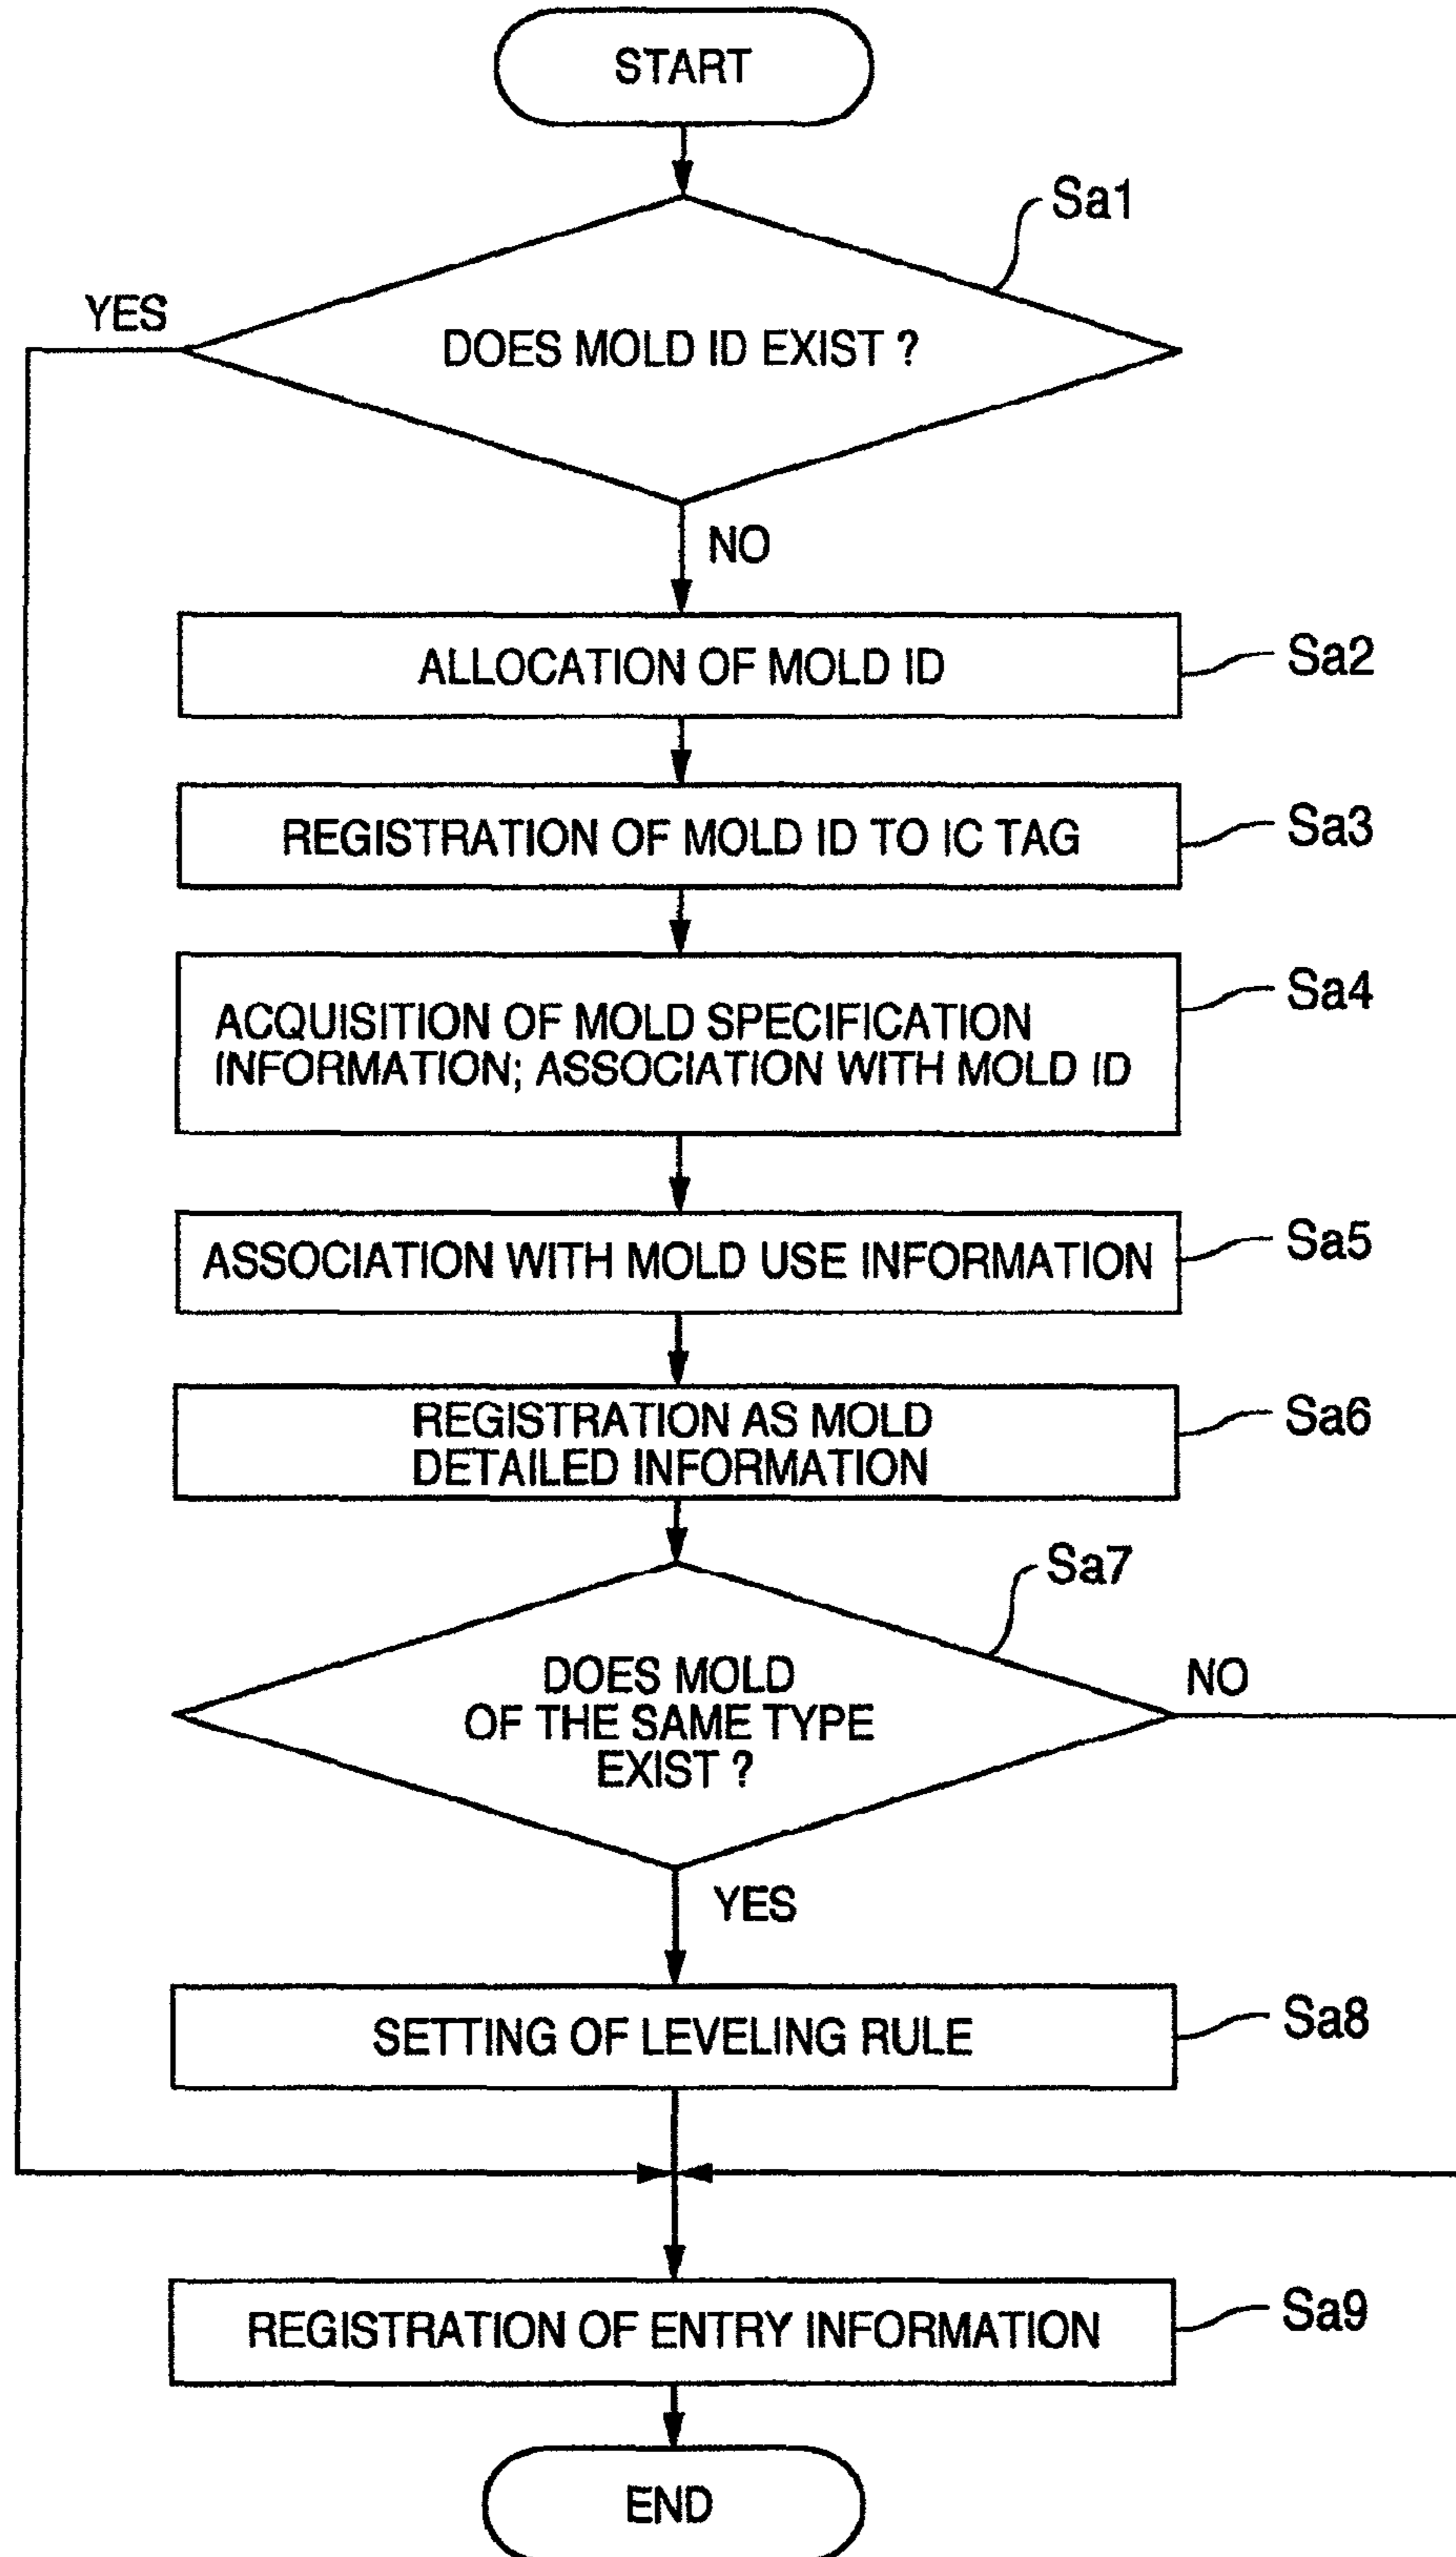 START
Sa1
YES
DOES MOLD ID EXIST ?
NO
ALLOCATION OF MOLD ID
Sa2
REGISTRATION OF MOLD ID TO IC TAG
Sa3
ACQUISITION OF MOLD SPECIFICATION
INFORMATION; ASSOCIATION WITH MOLD ID
Sa4
ASSOCIATION WITH MOLD USE INFORMATION
Sa5
REGISTRATION AS MOLD
DETAILED INFORMATION
Sa6
Sa7
DOES MOLD
OF THE SAME TYPE
EXIST ?
NO
YES
SETTING OF LEVELING RULE
Sa8
REGISTRATION OF ENTRY INFORMATION
Sa9
END